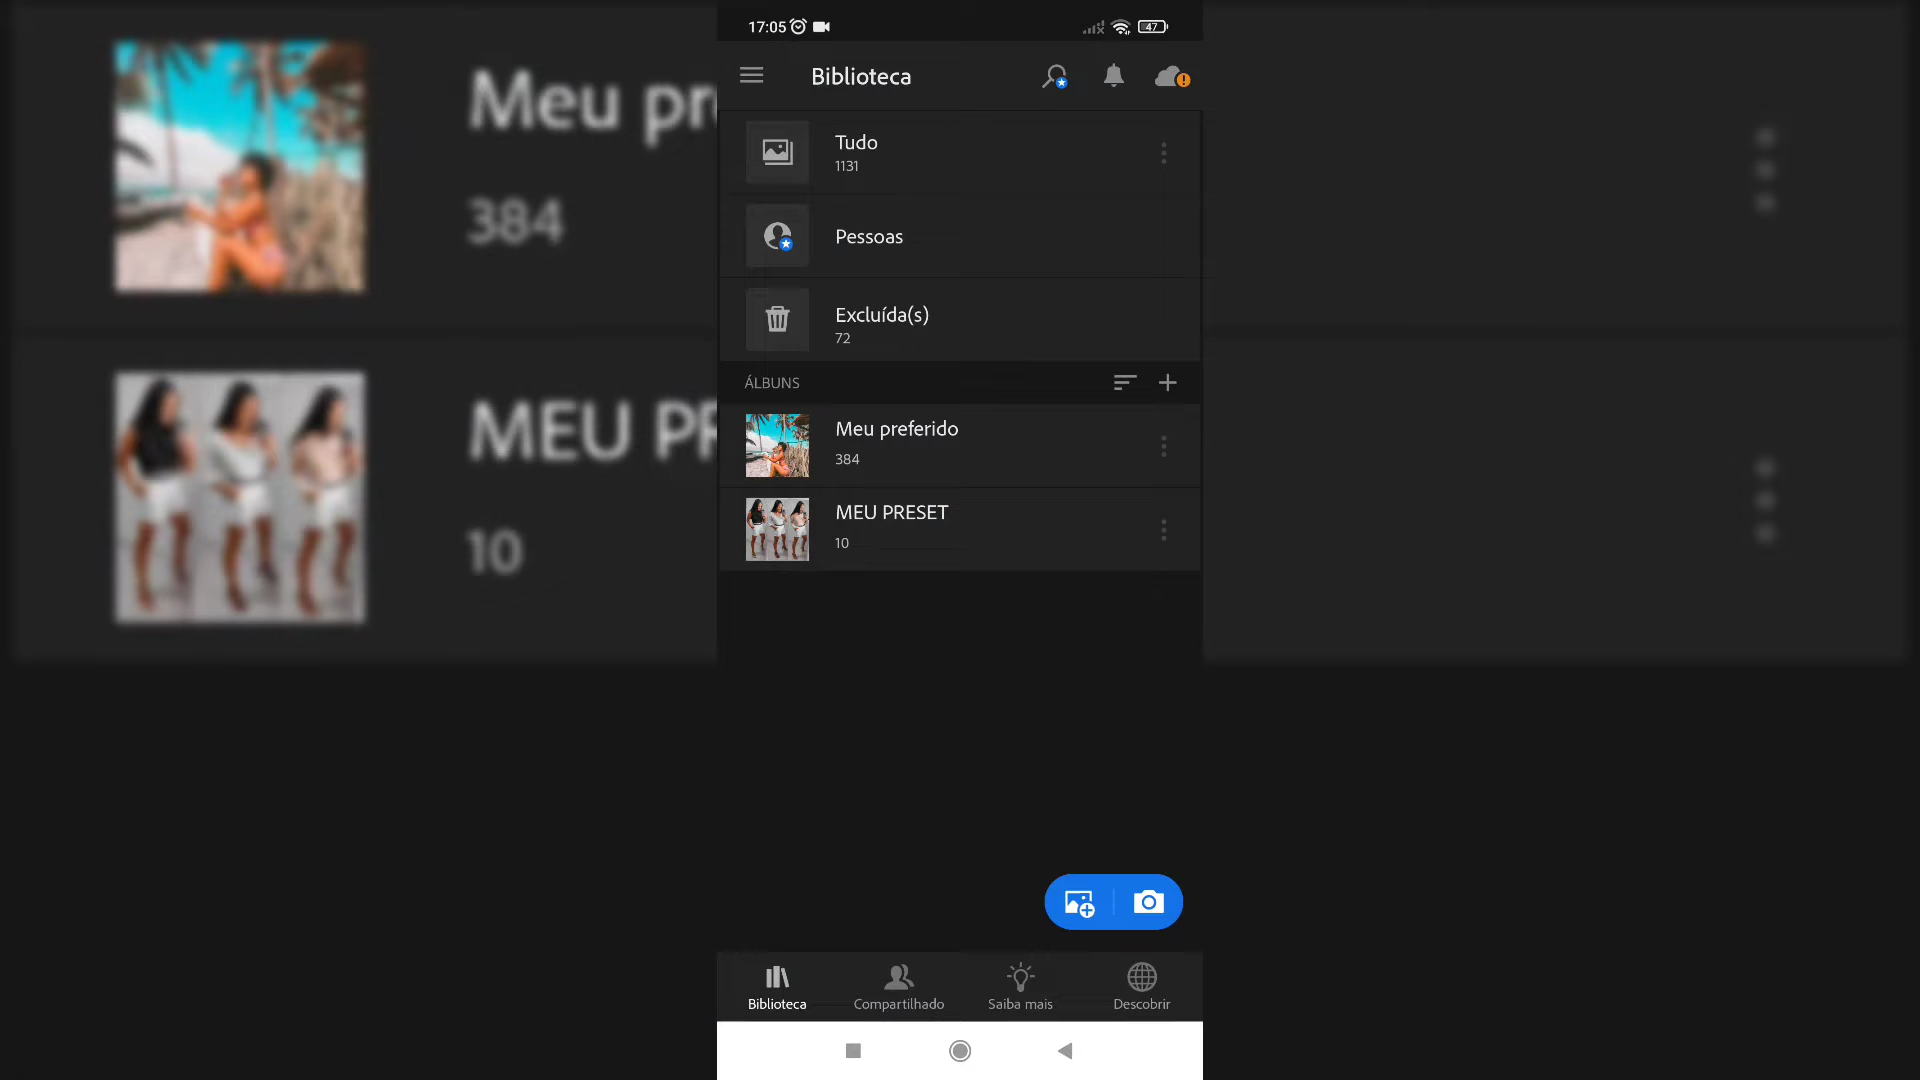 17:05
47
Biblioteca
Tudo
1131
Pessoas
Excluída(s)
72
ÁLBUNS
Meu preferido
384
MEU PRESET
10
Biblioteca
Compartilhado
Saiba mais
Descobrir
Meu pr
384
MEU PR
10